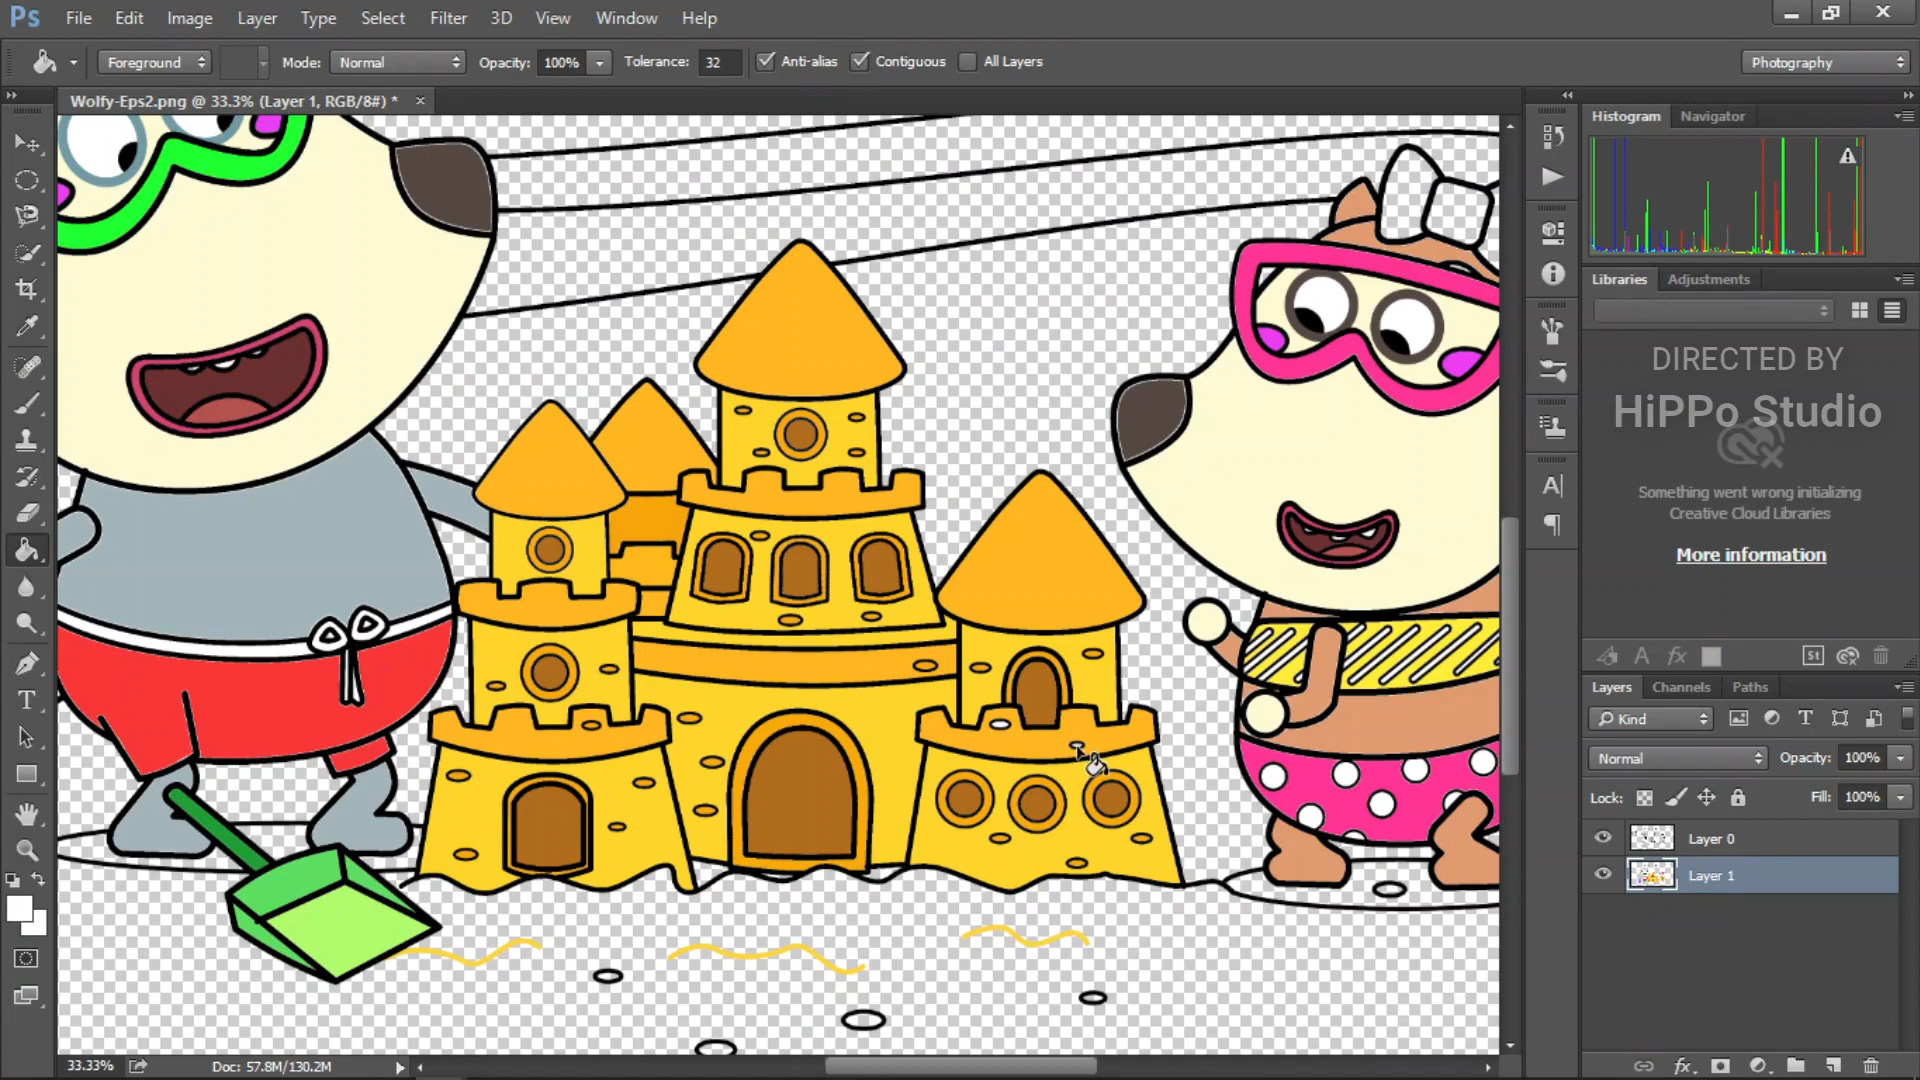 Ps File Edit Image Layer Type Select Filter 3D View Window Help
Foreground Mode: Normal Opacity: 100% Tolerance: 32 Anti-alias Contiguous All Layers Photography
Wolfy-Eps2.png @ 33.3% (Layer 1, RGB/8#) *
Histogram Navigator
Libraries Adjustments
DIRECTED BY
HiPPo Studio
Something went wrong initializing
Creative Cloud Libraries
More information
St
Layers Channels Paths
Kind
Normal Opacity: 100%
Lock: Fill: 100%
Layer 0
Layer 1
33.33% Doc: 57.8M/130.2M